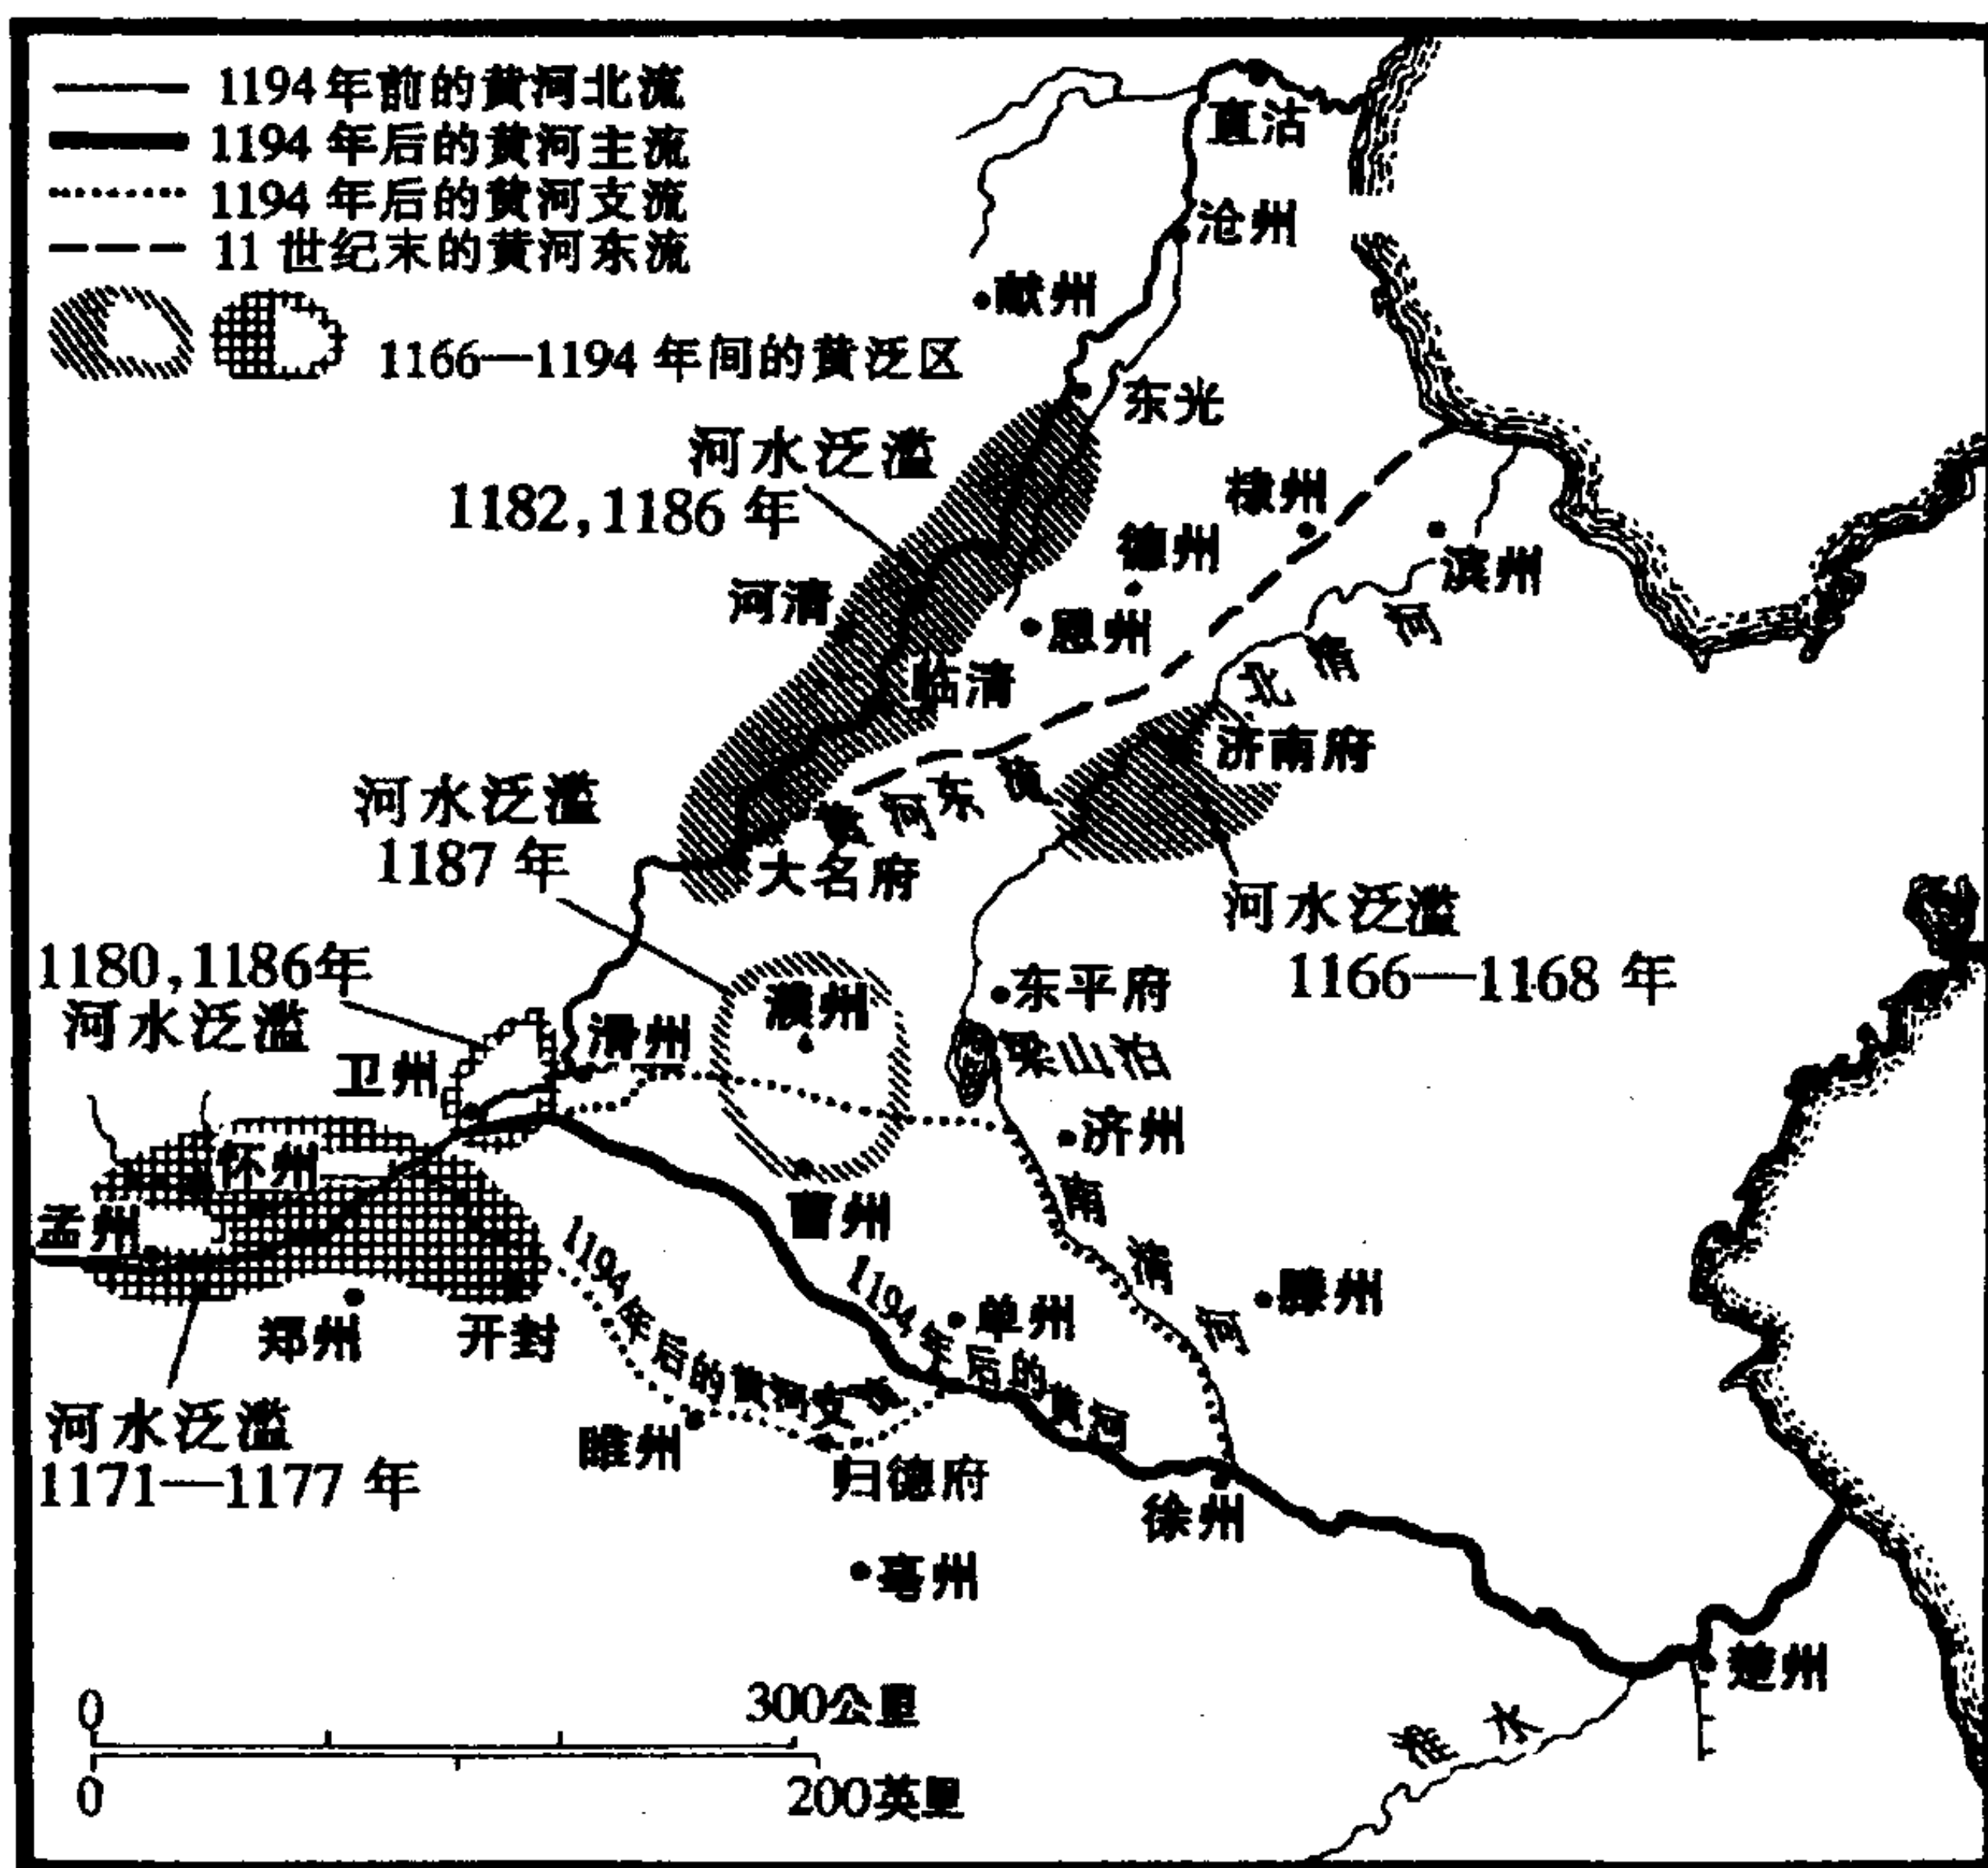 1194年前的黄河北流
1194年后的黄河主流
1194年后的黄河支流
11世纪末的黄河东流
1166—1194年间的黄泛区
直沽
沧州
献州
东光
河水泛滥
1182,1186年
棣州
德州
滨州
河清
恩州
临清
北清河
济南府
黄河东流
大名府
河水泛滥
1187年
河水泛滥
1166—1168年
1180,1186年
河水泛滥
濮州
滑州
卫州
东平府
梁山泊
济州
怀州
孟州
曹州
南清河
滕州
郑州
开封
1194年后的黄河支流
单州
1194年后的黄河
河水泛滥
1171—1177年
睢州
归德府
徐州
亳州
楚州
淮水
0
300公里
0
200英里